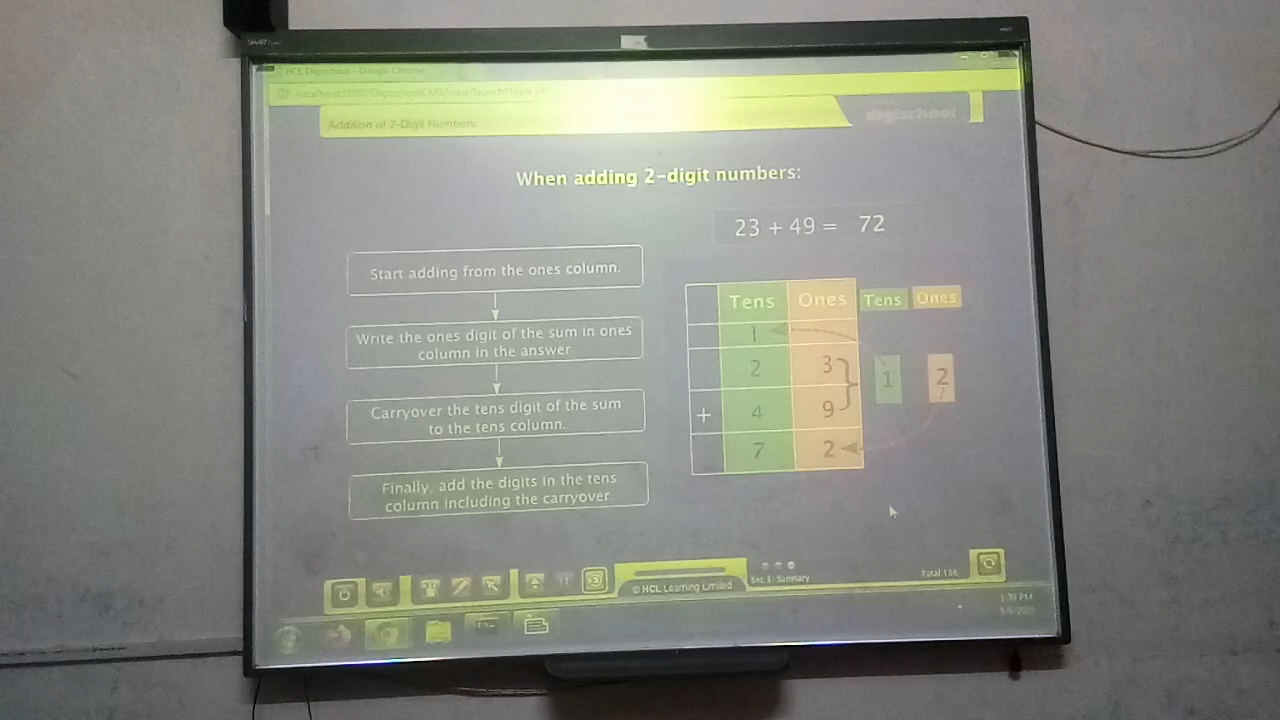 SMART
HCL Digischool - Google Chrome
Addition of 2-Digit Numbers
digischool
When adding 2-digit numbers:
23 + 49 = 72
Start adding from the ones column.
Write the ones digit of the sum in ones
column in the answer.
Carryover the tens digit of the sum
to the tens column.
Finally, add the digits in the tens
column including the carryover.
Tens Ones Tens Ones
1
2 3 1 2
+ 4 9
7 2
© HCL Learning Limited
Sec 1: Summary
1:39 PM